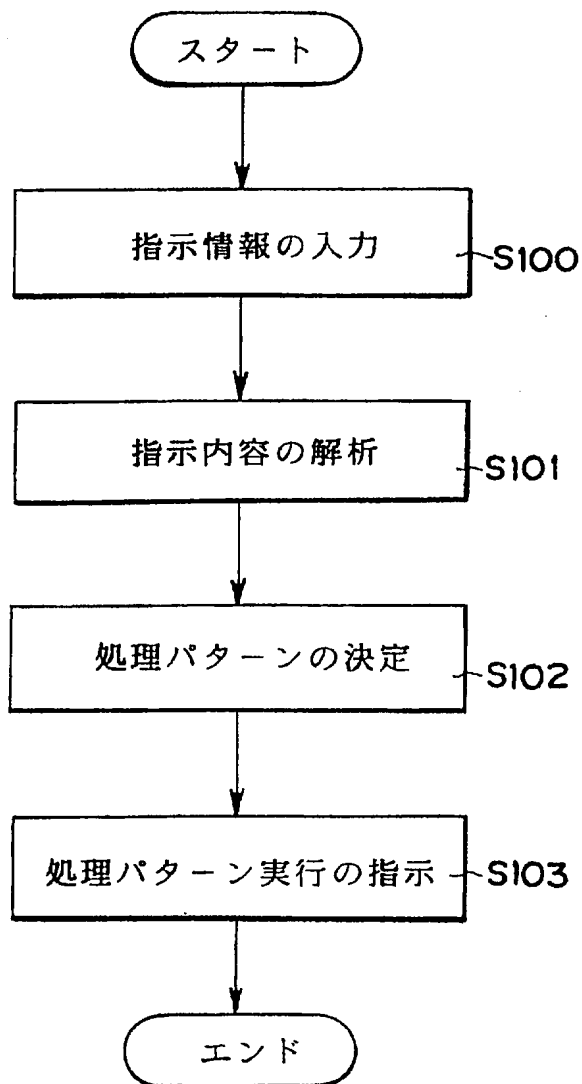 スタート
指示情報の入力
S100
指示内容の解析
S101
処理パターンの決定
S102
処理パターン実行の指示
S103
エンド